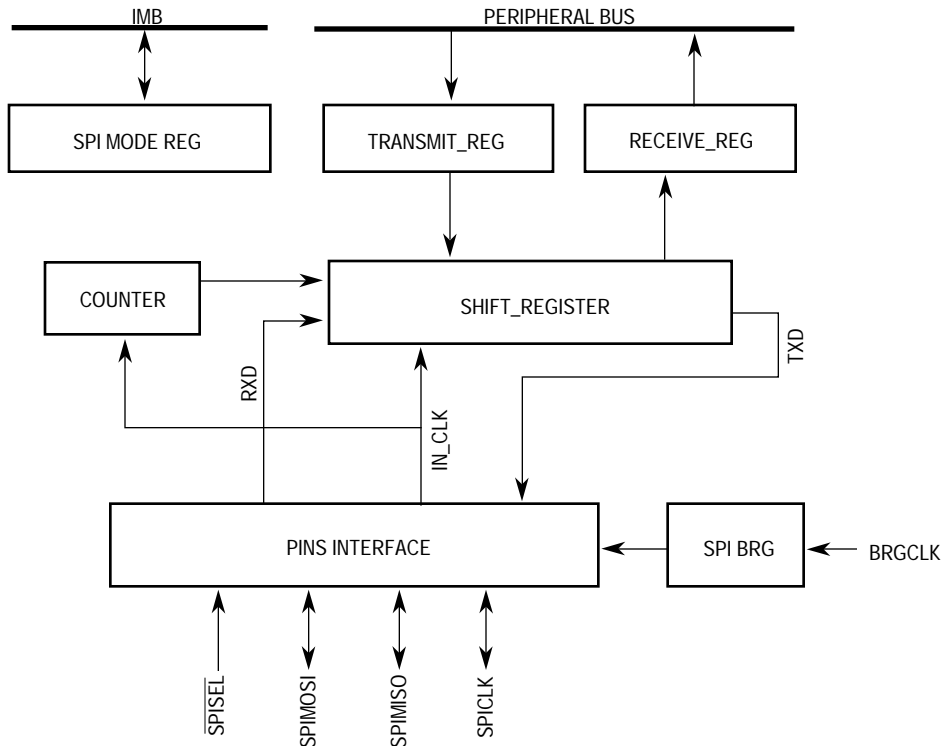 IMB
PERIPHERAL BUS
SPI MODE REG
TRANSMIT_REG
RECEIVE_REG
COUNTER
SHIFT_REGISTER
RXD
IN_CLK
TXD
PINS INTERFACE
SPI BRG
BRGCLK
SPISEL
SPIMOSI
SPIMISO
SPICLK